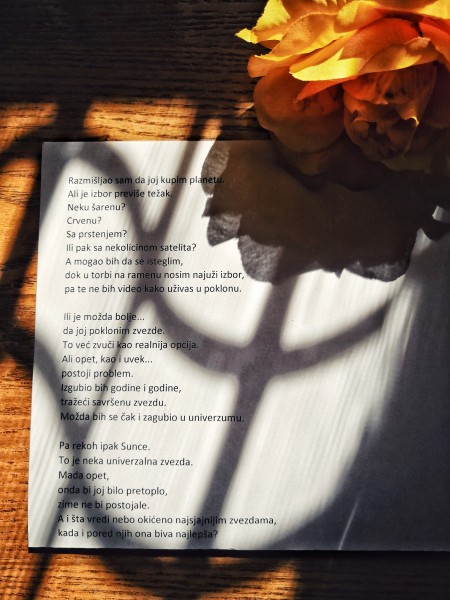 Razmišljao sam da joj kupim planetu.
Ali je izbor previše težak.
Neku šarenu?
Crvenu?
Sa prstenjem?
Ili pak sa nekolicinom satelita?
A mogao bih da se isteglim,
dok u torbi na ramenu nosim najuži izbor,
pa te ne bih video kako uživas u poklonu.
Ili je možda bolje...
da joj poklonim zvezde.
To već zvuči kao realnija opcija.
Ali opet, kao i uvek...
postoji problem.
Izgubio bih godine i godine,
tražeći savršenu zvezdu.
Možda bih se čak i zagubio u univerzumu.
Pa rekoh ipak Sunce.
To je neka univerzalna zvezda.
Mada opet,
onda bi joj bilo pretoplo,
zime ne bi postojale.
A i šta vredi nebo okićeno najsjajnijim zvezdama,
kada i pored njih ona biva najlepša?